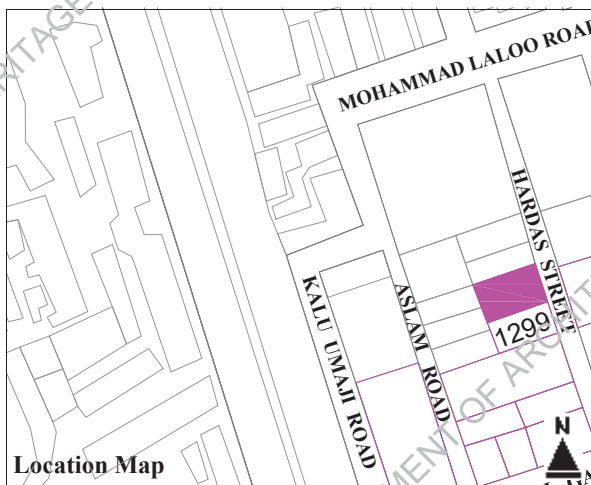 MOHAMMAD LALOO ROAD
HARDAS STREET
KALU UMAJI ROAD
ASLAM ROAD
1299
N
Location Map